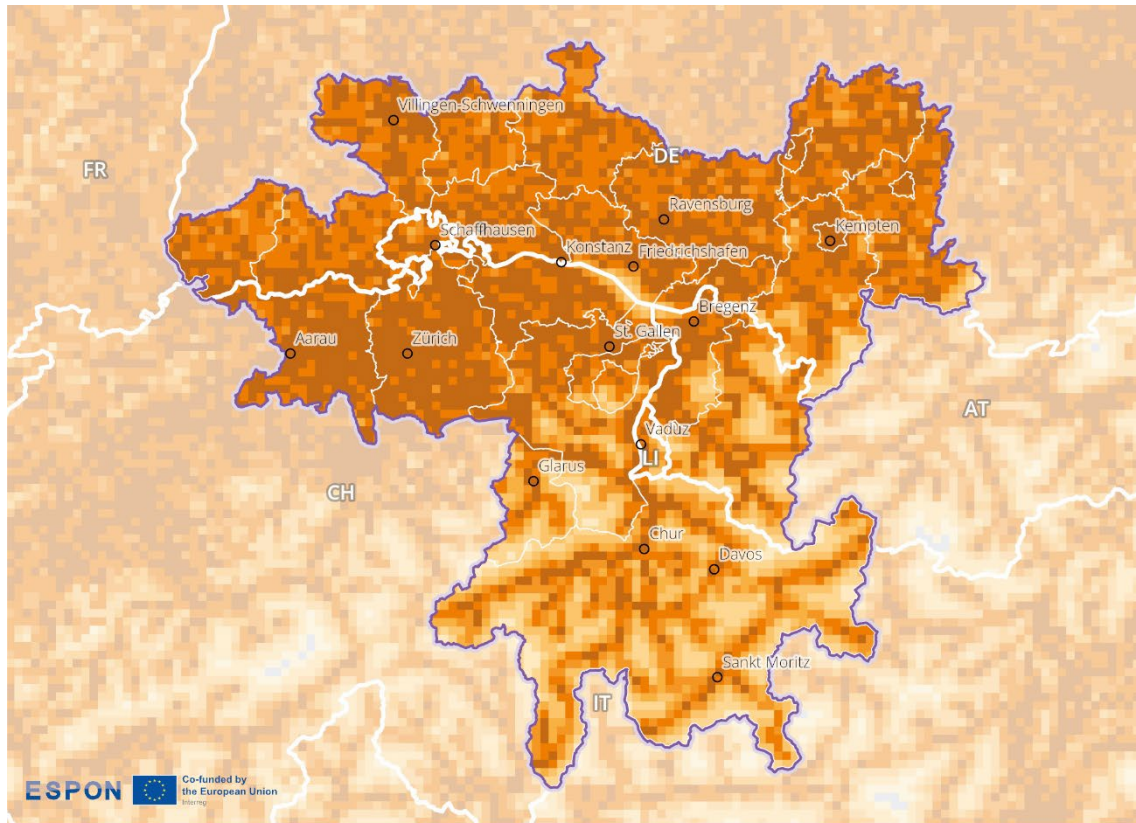 Villingen-Schwenningen
FR
DE
Ravensburg
Kempten
Schaffhausen
Konstanz
Friedrichshafen
Bregenz
Aarau
Zürich
St. Gallen
AT
Vaduz
LI
Glarus
CH
Chur
Davos
Sankt Moritz
IT
ESPON
Co-funded by
the European Union
Interreg